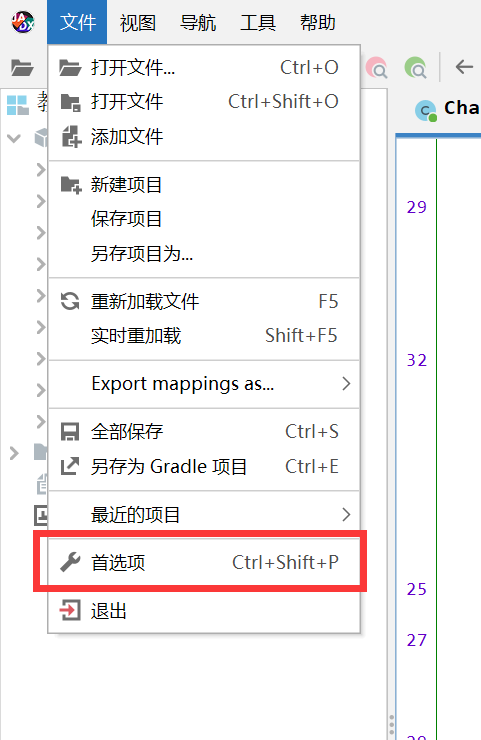 文件 视图 导航 工具 帮助
打开文件... Ctrl+O
打开文件 Ctrl+Shift+O
Cha
添加文件
新建项目
29
保存项目
另存项目为...
重新加载文件 F5
实时重加载 Shift+F5
32
Export mappings as...
全部保存 Ctrl+S
另存为 Gradle 项目 Ctrl+E
最近的项目
首选项 Ctrl+Shift+P
25
退出
27